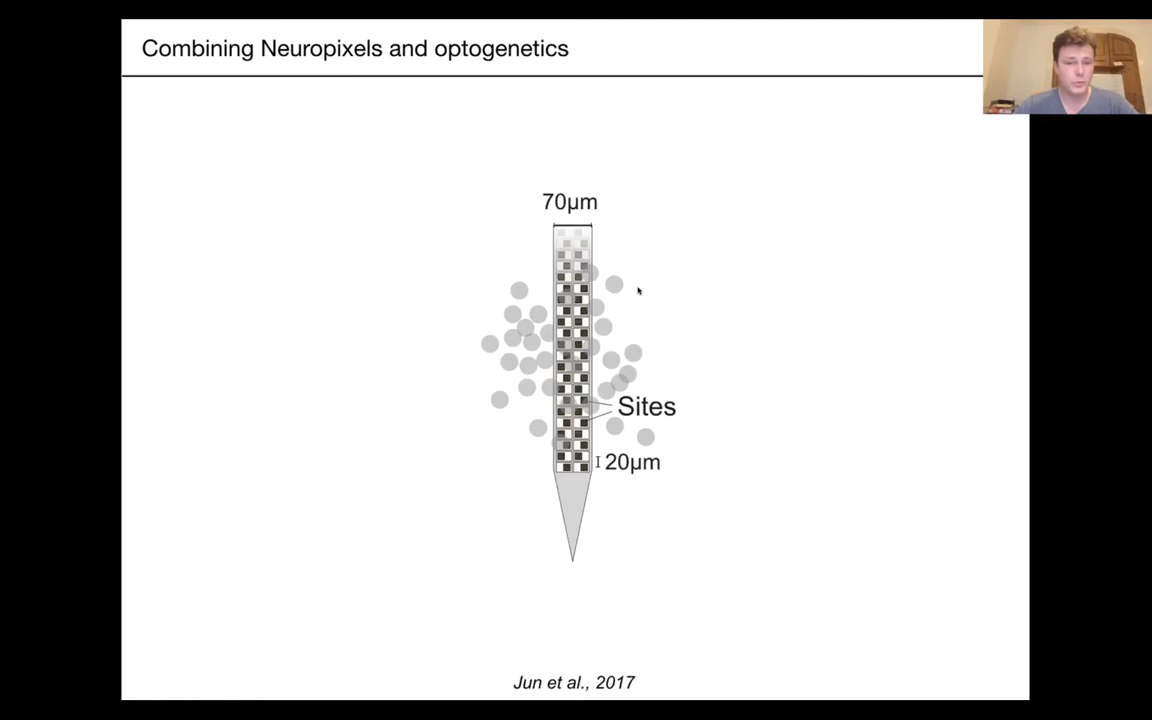 Combining Neuropixels and optogenetics
70µm
Sites
20µm
Jun et al., 2017